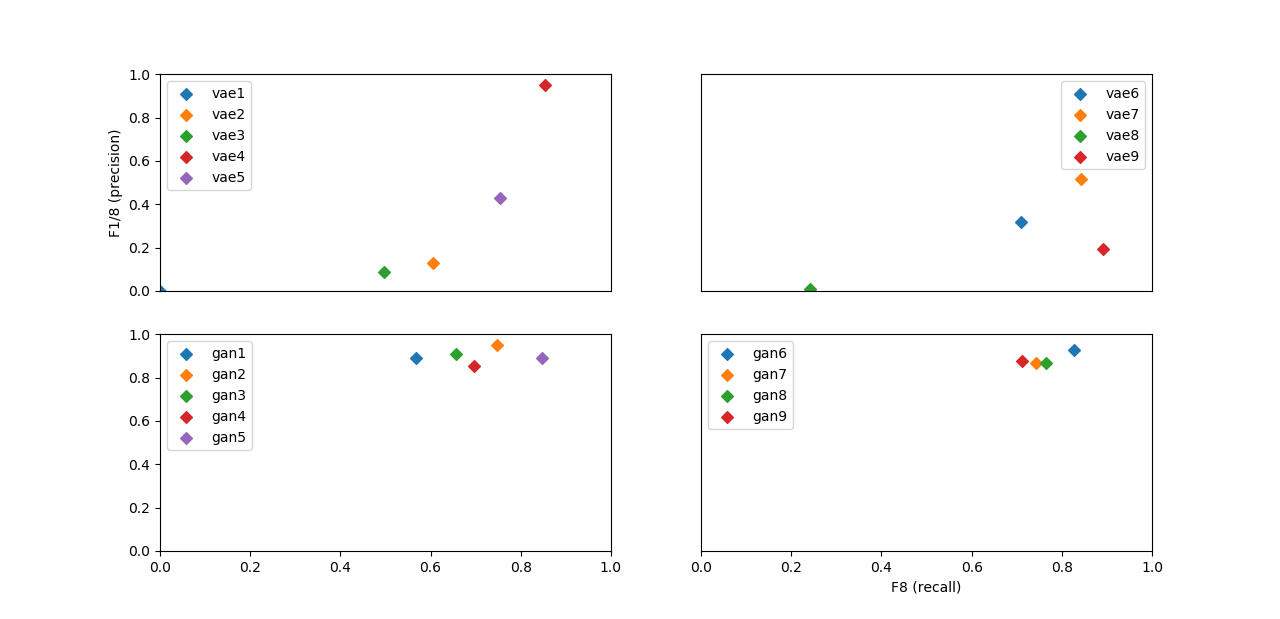 1.0
0.8
0.6
0.4
0.2
0.0
F1/8 (precision)
vae1
vae2
vae3
vae4
vae5
vae6
vae7
vae8
vae9
1.0
0.8
0.6
0.4
0.2
0.0
gan1
gan2
gan3
gan4
gan5
0.0 0.2 0.4 0.6 0.8 1.0
gan6
gan7
gan8
gan9
0.0 0.2 0.4 0.6 0.8 1.0
F8 (recall)